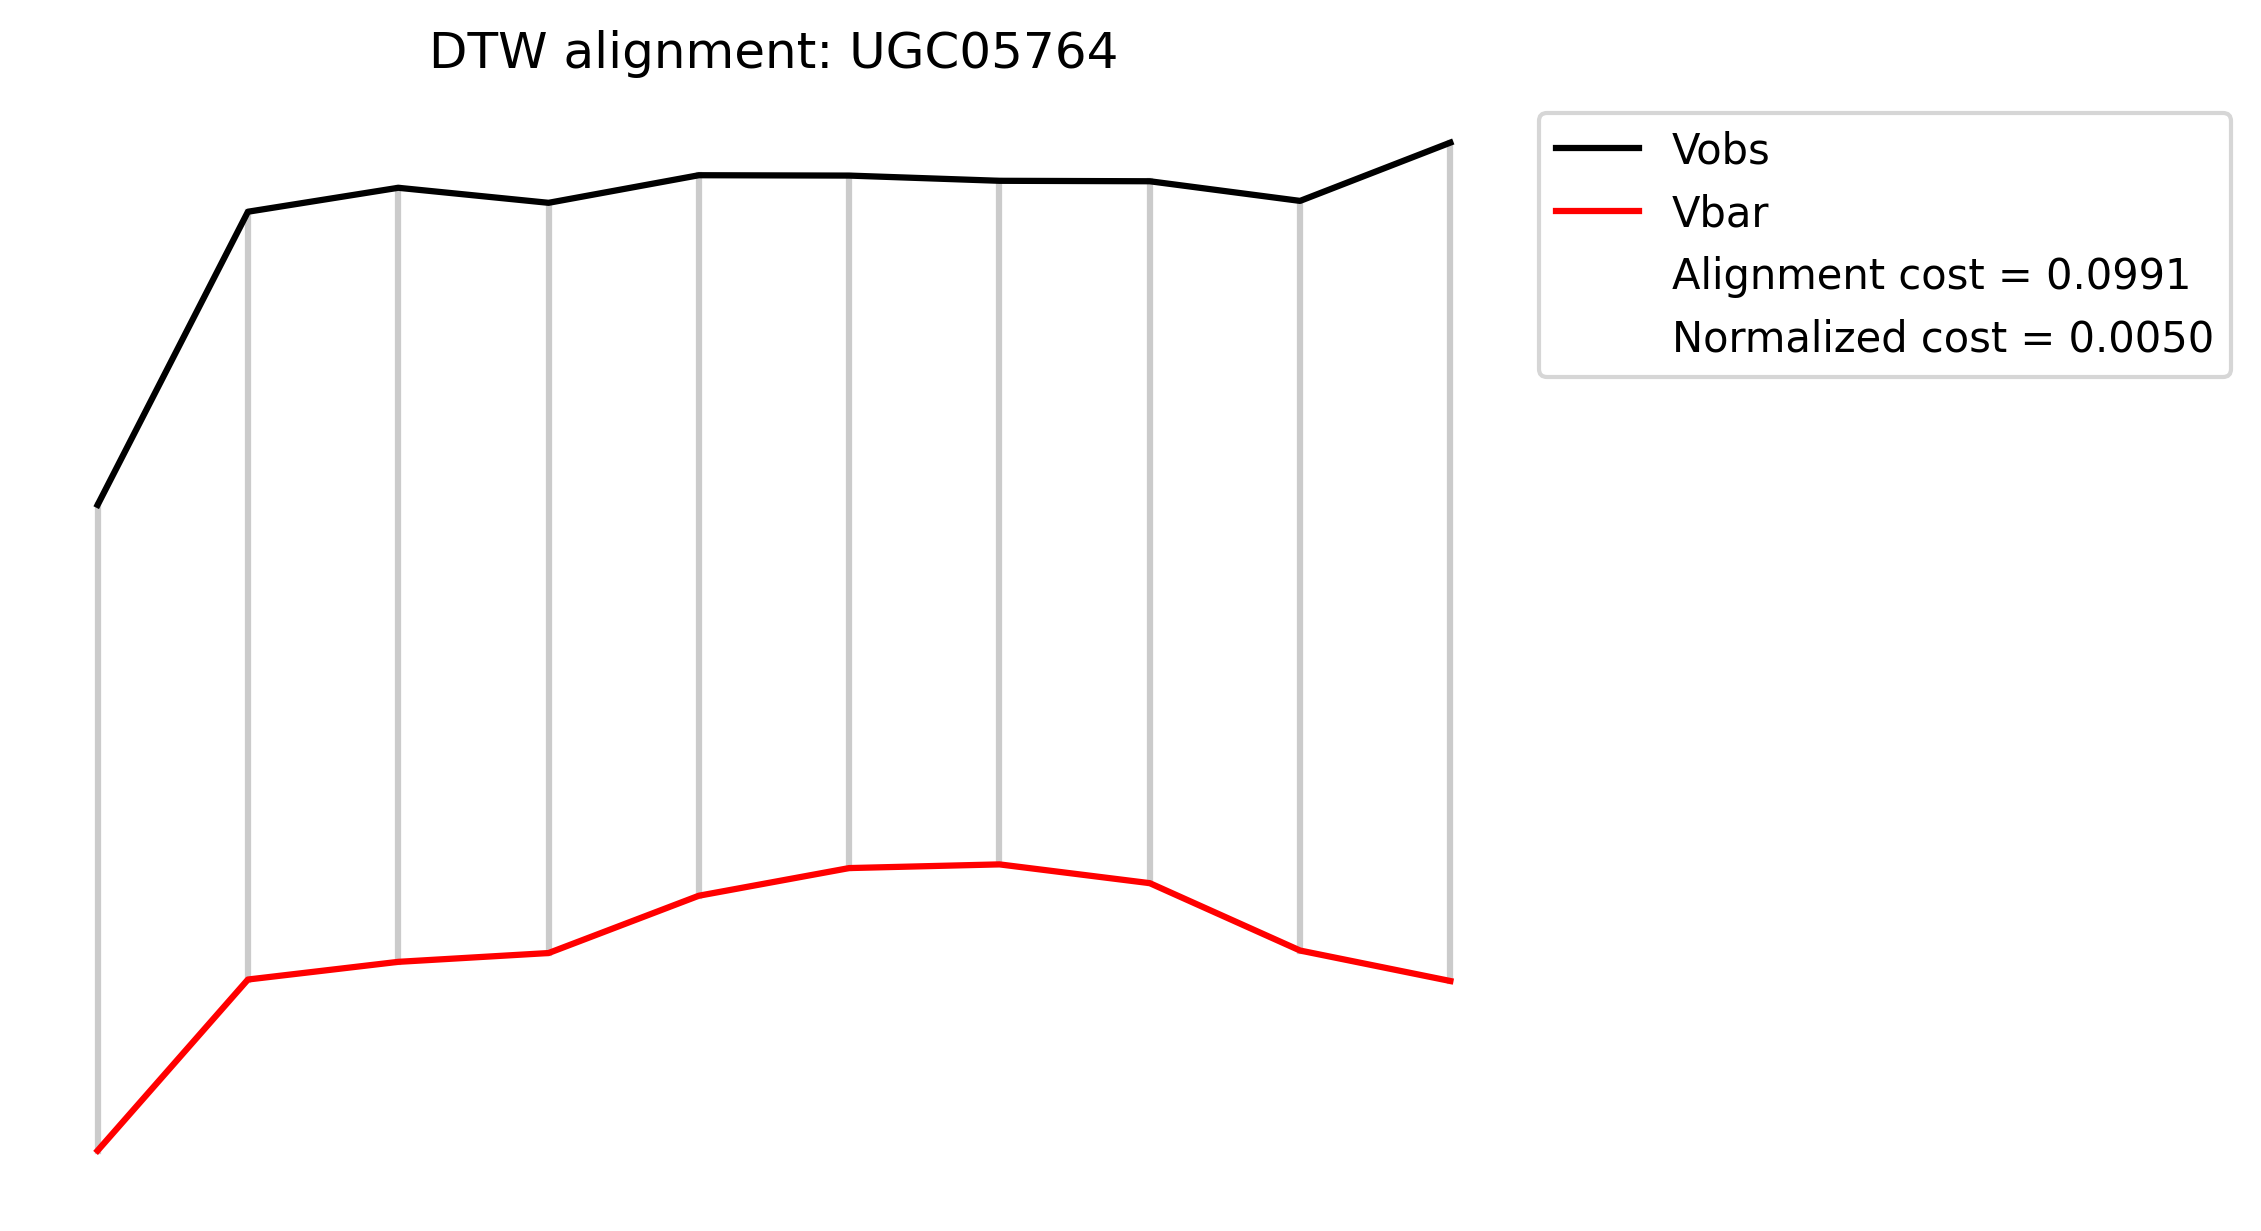 DTW alignment: UGC05764
Vobs
Vbar
Alignment cost = 0.0991
Normalized cost = 0.0050